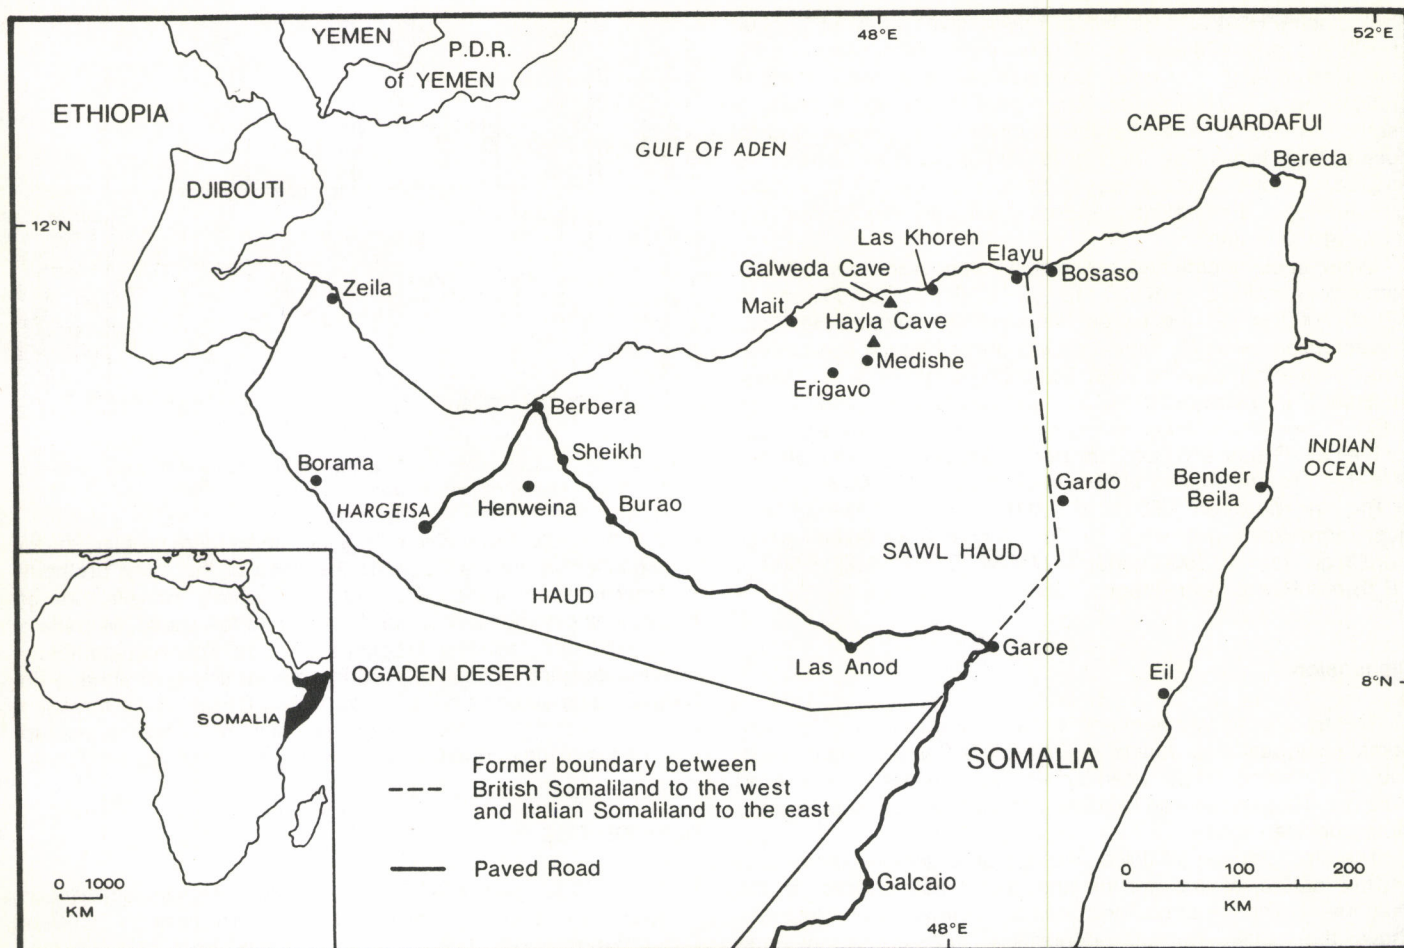 48°E
52°E
YEMEN
P.D.R.
of YEMEN
ETHIOPIA
CAPE GUARDAFUI
GULF OF ADEN
Bereda
DJIBOUTI
12°N
Las Khoreh
Elayu
Galweda Cave
Bosaso
Zeila
Mait
Hayla Cave
Medishe
Erigavo
Berbera
INDIAN
OCEAN
Sheikh
Borama
Bender
Beila
Gardo
HARGEISA
Henweina
Burao
SAWL HAUD
HAUD
Garoe
Las Anod
OGADEN DESERT
Eil
8°N
SOMALIA
SOMALIA
Former boundary between
British Somaliland to the west
and Italian Somaliland to the east
Paved Road
Galcaio
0 1000
KM
0 100 200
KM
48°E